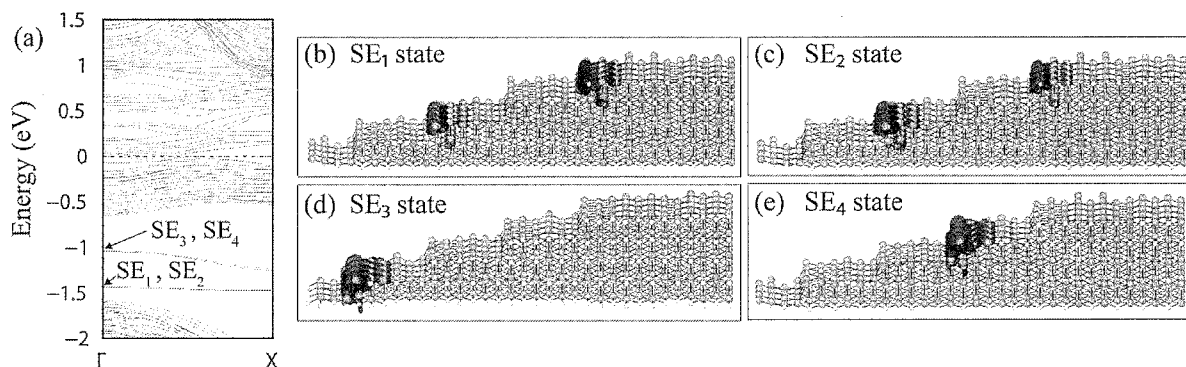 (a)
Energy (eV)
1.5
1
0.5
0
−0.5
−1
−1.5
−2
SE₃, SE₄
SE₁, SE₂
Γ
X
(b) SE₁ state
(c) SE₂ state
(d) SE₃ state
(e) SE₄ state